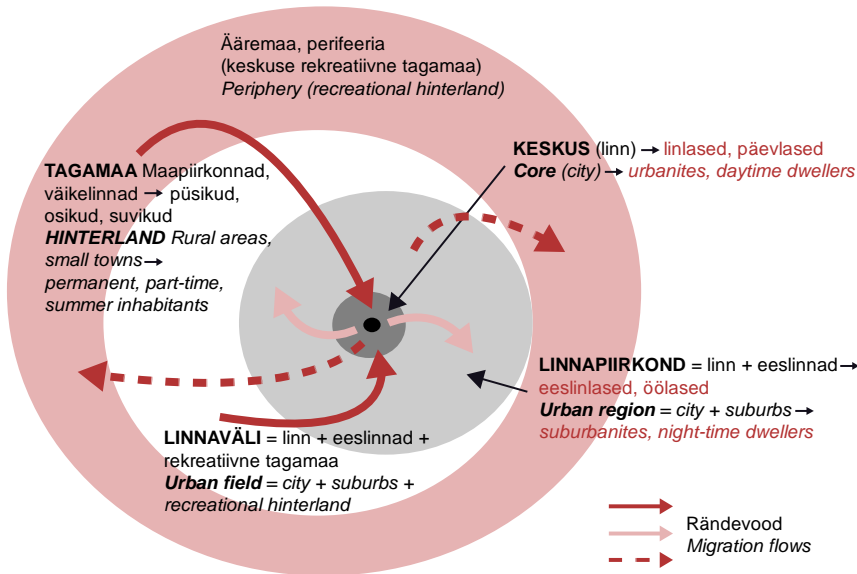 Ääremaa, perifeeria
(keskuse rekreatiivne tagamaa)
Periphery (recreational hinterland)
KESKUS (linn) → linlased, päevlased
Core (city) → urbanites, daytime dwellers
TAGAMAA Maapiirkonnad,
väikelinnad → püsikud,
osikud, suvikud
HINTERLAND Rural areas,
small towns →
permanent, part-time,
summer inhabitants
LINNAPIIRKOND = linn + eeslinnad →
eeslinlased, öölased
Urban region = city + suburbs →
suburbanites, night-time dwellers
LINNAVÄLI = linn + eeslinnad +
rekreatiivne tagamaa
Urban field = city + suburbs +
recreational hinterland
Rändevood
Migration flows